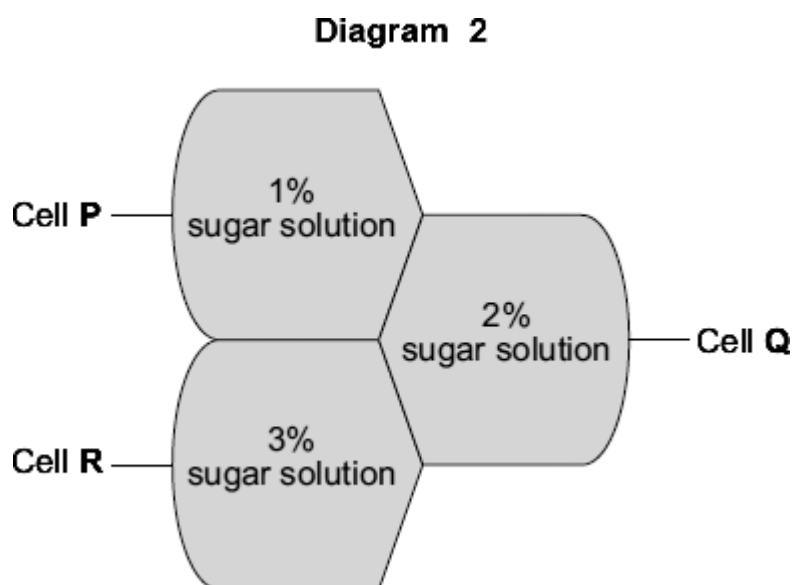 Diagram 2
1%
sugar solution
Cell P
2%
sugar solution
Cell Q
3%
sugar solution
Cell R